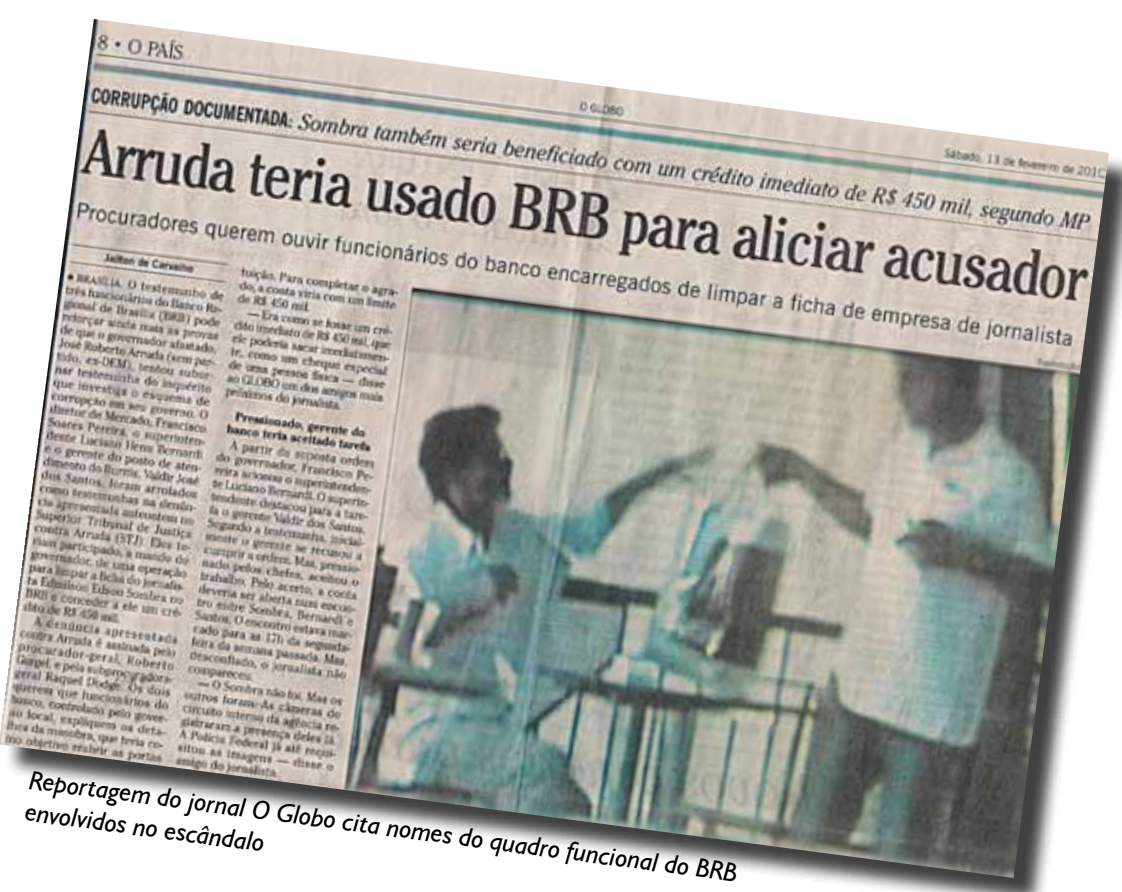 8 • O PAÍS
O GLOBO
Sábado, 13 de fevereiro de 2010
CORRUPÇÃO DOCUMENTADA: Sombra também seria beneficiado com um crédito imediato de R$ 450 mil, segundo MP
Arruda teria usado BRB para aliciar acusador
Procuradores querem ouvir funcionários do banco encarregados de limpar a ficha de empresa de jornalista
Jailton de Carvalho
• BRASÍLIA. O testemunho de
três funcionários do Banco Re-
gional de Brasília (BRB) pode
reforçar ainda mais as provas
de que o governador afastado,
José Roberto Arruda (sem par-
tido, ex-DEM), tentou subor-
nar testemunha do inquérito
que investiga o esquema de
corrupção em seu governo. O
diretor de Mercado, Francisco
Soares Pereira, o superinten-
dente Luciano Bernardi
e o gerente do posto de aten-
dimento do Buriti, Valdir José
dos Santos, foram arrolados
como testemunhas na denún-
cia apresentada anteontem no
Superior Tribunal de Justiça
contra Arruda (STJ). Eles te-
riam participado, a mando do
governador, de uma operação
para limpar a ficha do jornalis-
ta Edmilson Edson Sombra no
BRB e conceder a ele um cré-
dito de R$ 450 mil.
A denúncia apresentada
contra Arruda é assinada pelo
procurador-geral, Roberto
Gurgel, e pela subprocuradora-
geral Raquel Dodge. Os dois
querem que funcionários do
banco, controlado pelo gover-
no local, expliquem os deta-
lhes da manobra, que teria co-
mo objetivo reabrir as portas
tuição. Para completar o agra-
do, a conta viria com um limite
de R$ 450 mil.
— Era como se fosse um cré-
dito imediato de R$ 450 mil, que
ele poderia sacar imediatamen-
te, como um cheque especial
de uma pessoa física — disse
ao GLOBO um dos amigos mais
próximos do jornalista.
Pressionado, gerente do
banco teria aceitado tarefa
A partir da suposta ordem
do governador, Francisco Pe-
reira acionou o superintenden-
te Luciano Bernardi. O superin-
tendente destacou para a tare-
fa o gerente Valdir dos Santos.
Segundo a testemunha, inicial-
mente o gerente se recusou a
cumprir a ordem. Mas, pressio-
nado pelos chefes, aceitou o
trabalho. Pelo acerto, a conta
deveria ser aberta num encon-
tro entre Sombra, Bernardi e
Santos. O encontro estava mar-
cado para as 17h da segunda-
feira da semana passada. Mas,
desconfiado, o jornalista não
compareceu.
— O Sombra não foi. Mas os
outros foram. As câmeras do
circuito interno da agência re-
gistraram a presença deles lá.
A Polícia Federal já até requi-
sitou as imagens — disse o
amigo do jornalista.
Reportagem do jornal O Globo cita nomes do quadro funcional do BRB
envolvidos no escândalo